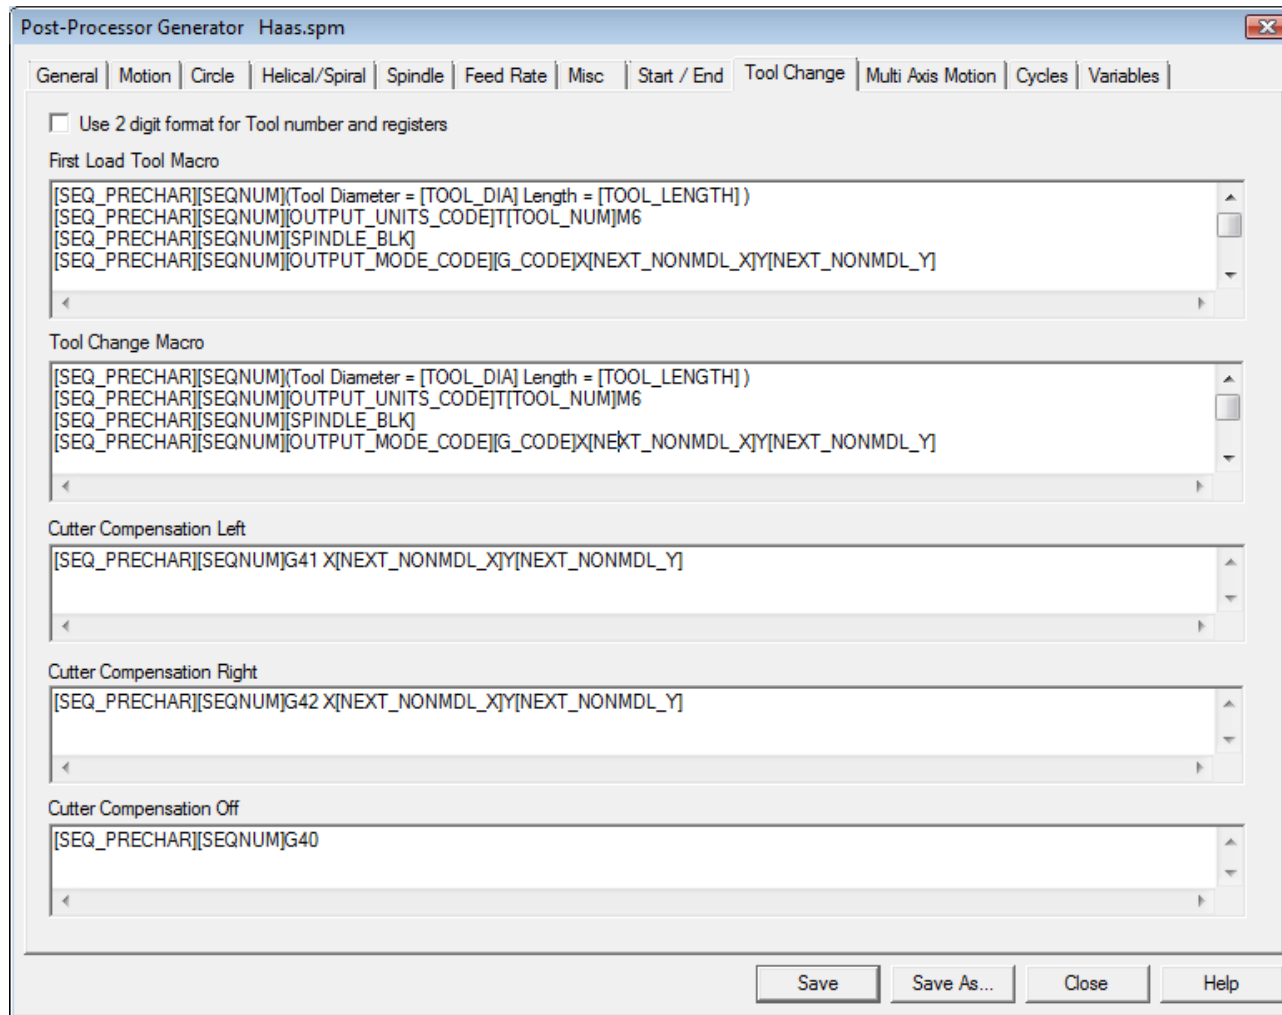 Post-Processor Generator Haas.spm
General Motion Circle Helical/Spiral Spindle Feed Rate Misc Start / End Tool Change Multi Axis Motion Cycles Variables
Use 2 digit format for Tool number and registers
First Load Tool Macro
[SEQ_PRECHAR][SEQNUM](Tool Diameter = [TOOL_DIA] Length = [TOOL_LENGTH] )
[SEQ_PRECHAR][SEQNUM][OUTPUT_UNITS_CODE]T[TOOL_NUM]M6
[SEQ_PRECHAR][SEQNUM][SPINDLE_BLK]
[SEQ_PRECHAR][SEQNUM][OUTPUT_MODE_CODE][G_CODE]X[NEXT_NONMDL_X]Y[NEXT_NONMDL_Y]
Tool Change Macro
[SEQ_PRECHAR][SEQNUM](Tool Diameter = [TOOL_DIA] Length = [TOOL_LENGTH] )
[SEQ_PRECHAR][SEQNUM][OUTPUT_UNITS_CODE]T[TOOL_NUM]M6
[SEQ_PRECHAR][SEQNUM][SPINDLE_BLK]
[SEQ_PRECHAR][SEQNUM][OUTPUT_MODE_CODE][G_CODE]X[NEXT_NONMDL_X]Y[NEXT_NONMDL_Y]
Cutter Compensation Left
[SEQ_PRECHAR][SEQNUM]G41 X[NEXT_NONMDL_X]Y[NEXT_NONMDL_Y]
Cutter Compensation Right
[SEQ_PRECHAR][SEQNUM]G42 X[NEXT_NONMDL_X]Y[NEXT_NONMDL_Y]
Cutter Compensation Off
[SEQ_PRECHAR][SEQNUM]G40
Save Save As... Close Help